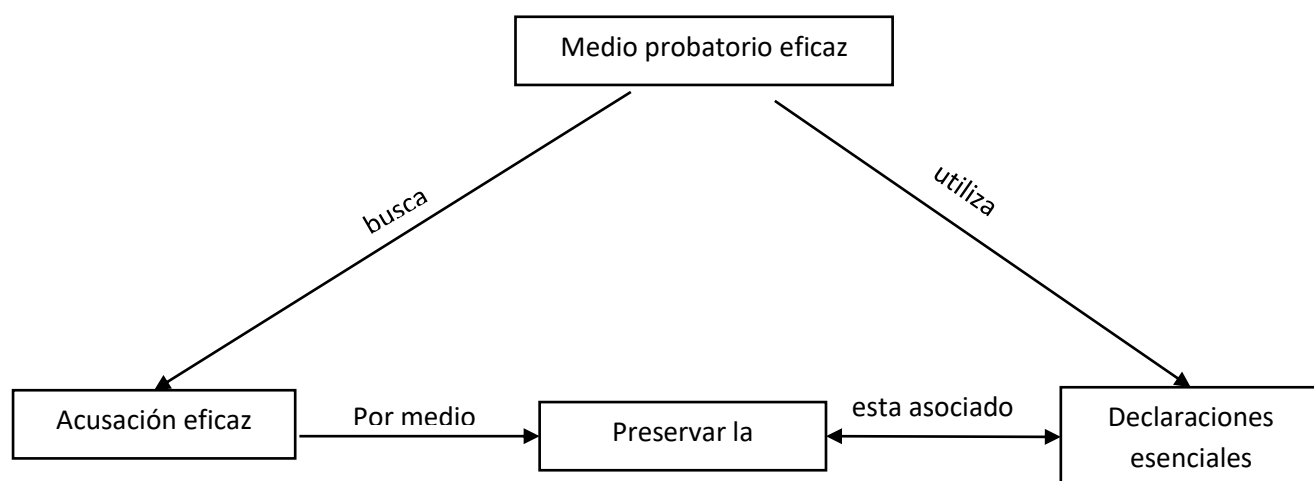 Medio probatorio eficaz
busca
utiliza
Acusación eficaz
Por medio
Preservar la
esta asociado
Declaraciones
esenciales